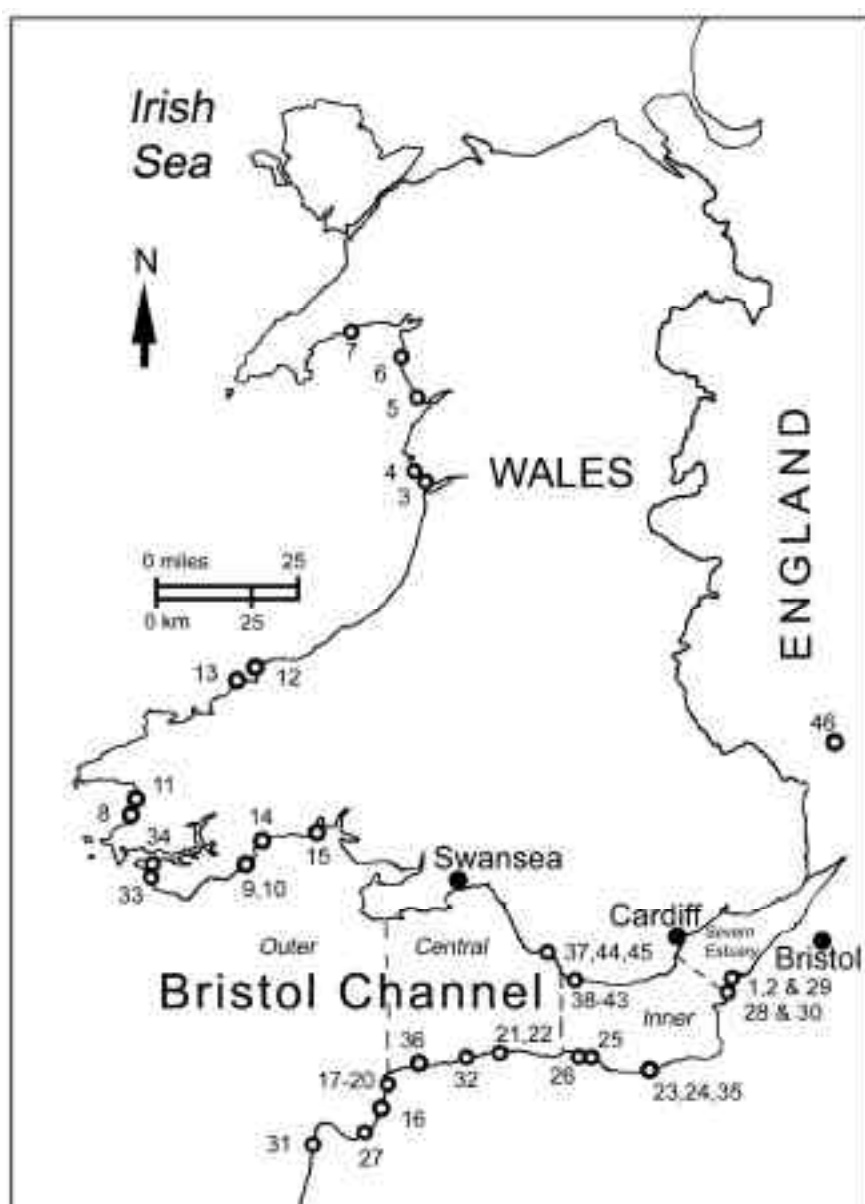 Irish
Sea
N
7
6
5
4
3
WALES
ENGLAND
0 miles 25
0 km 25
13 12
46
11
8
34
14
15
33
9,10
Swansea
Cardiff
Severn
Estuary
Bristol
Outer
Central
37,44,45
Bristol Channel
38-43
Inner
1,2 & 29
28 & 30
36
21,22
25
32
26
17-20
23,24,35
16
31
27